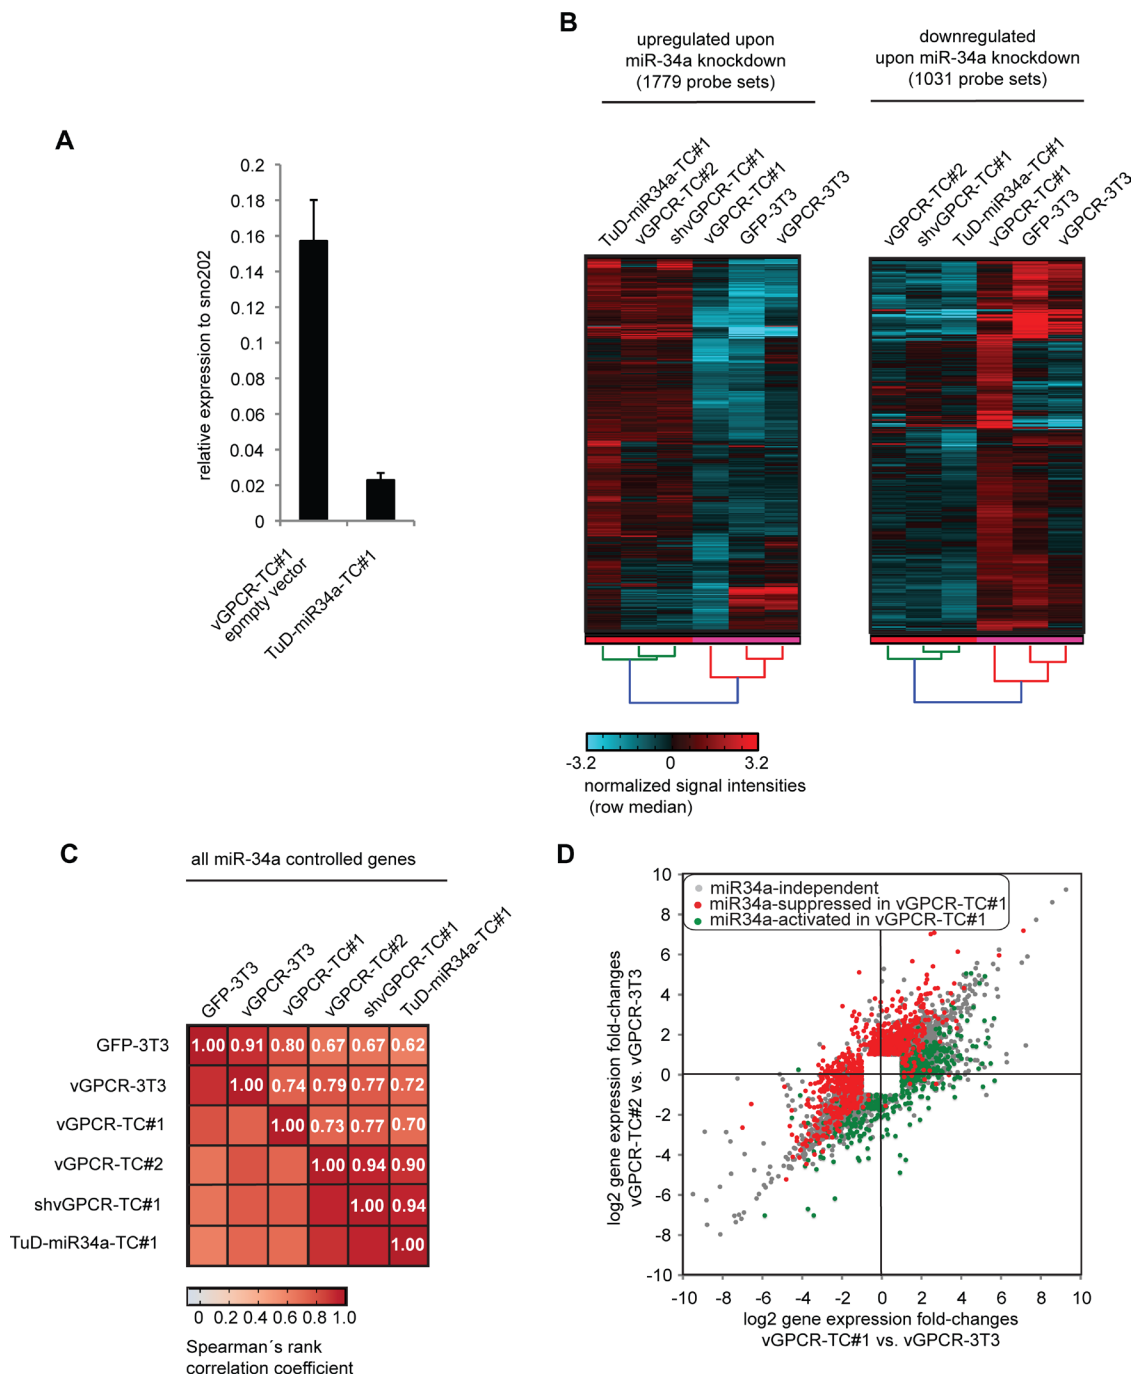 A
0.2
0.18
0.16
0.14
0.12
0.1
0.08
0.06
0.04
0.02
0
relative expression to sno202
vGPCR-TC#1
epmpty vector
TuD-miR34a-TC#1
B
upregulated upon
miR-34a knockdown
(1779 probe sets)
downregulated
upon miR-34a knockdown
(1031 probe sets)
TuD-miR34a-TC#1
vGPCR-TC#2
shvGPCR-TC#1
vGPCR-TC#1
GFP-3T3
vGPCR-3T3
vGPCR-TC#2
shvGPCR-TC#1
TuD-miR34a-TC#1
vGPCR-TC#1
GFP-3T3
vGPCR-3T3
-3.2 0 3.2
normalized signal intensities
(row median)
C
all miR-34a controlled genes
GFP-3T3
vGPCR-3T3
vGPCR-TC#1
vGPCR-TC#2
shvGPCR-TC#1
TuD-miR34a-TC#1
GFP-3T3 1.00 0.91 0.80 0.67 0.67 0.62
vGPCR-3T3 1.00 0.74 0.79 0.77 0.72
vGPCR-TC#1 1.00 0.73 0.77 0.70
vGPCR-TC#2 1.00 0.94 0.90
shvGPCR-TC#1 1.00 0.94
TuD-miR34a-TC#1 1.00
0 0.2 0.4 0.6 0.8 1.0
Spearman´s rank
correlation coefficient
D
miR34a-independent
miR34a-suppressed in vGPCR-TC#1
miR34a-activated in vGPCR-TC#1
10
8
6
4
2
0
-2
-4
-6
-8
-10
log2 gene expression fold-changes
vGPCR-TC#2 vs. vGPCR-3T3
-10 -8 -6 -4 -2 0 2 4 6 8 10
log2 gene expression fold-changes
vGPCR-TC#1 vs. vGPCR-3T3